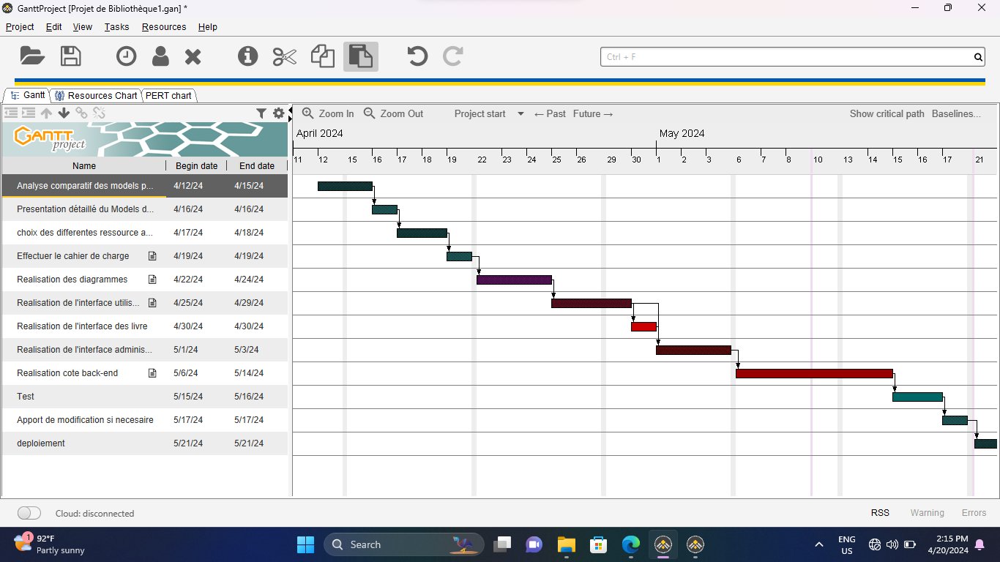 GanttProject [Projet de Bibliothèque1.gan] *
Project Edit View Tasks Resources Help
Ctrl + F
Gantt Resources Chart PERT chart
Zoom In Zoom Out Project start ←Past Future→ Show critical path Baselines...
GANTT project
April 2024 May 2024
11 12 15 16 17 18 19 22 23 24 25 26 29 30 1 2 3 6 7 8 10 13 14 15 16 17 21
Name Begin date End date
Analyse comparatif des models p... 4/12/24 4/15/24
Presentation détaillé du Models d... 4/16/24 4/16/24
choix des differentes ressource a... 4/17/24 4/18/24
Effectuer le cahier de charge 4/19/24 4/19/24
Realisation des diagrammes 4/22/24 4/24/24
Realisation de l'interface utilis... 4/25/24 4/29/24
Realisation de l'interface des livre 4/30/24 4/30/24
Realisation de l'interface adminis... 5/1/24 5/3/24
Realisation cote back-end 5/6/24 5/14/24
Test 5/15/24 5/16/24
Apport de modification si necesaire 5/17/24 5/17/24
deploiement 5/21/24 5/21/24
Cloud: disconnected RSS Warning Errors
1 92°F
Partly sunny
Search
ENG
US
2:15 PM
4/20/2024